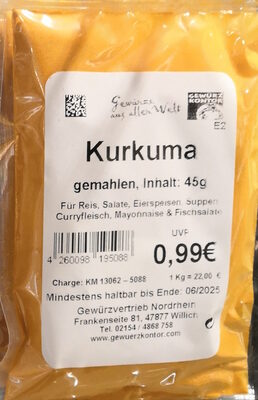 Gewürze
aus aller Welt
GEWÜRZ
KONTOR
E2
Kurkuma
gemahlen, Inhalt: 45g
Für Reis, Salate, Eierspeisen, Suppen
Curryfleisch, Mayonnaise & Fischsalate
UVP
0,99€
4 260098 195088
Charge: KM 13062 - 5088
1 Kg = 22,00 €
Mindestens haltbar bis Ende: 06/2025
Gewürzvertrieb Nordrhein
Frankenseite 81, 47877 Willich
Tel. 02154 / 4868 758
www.gewuerzkontor.com